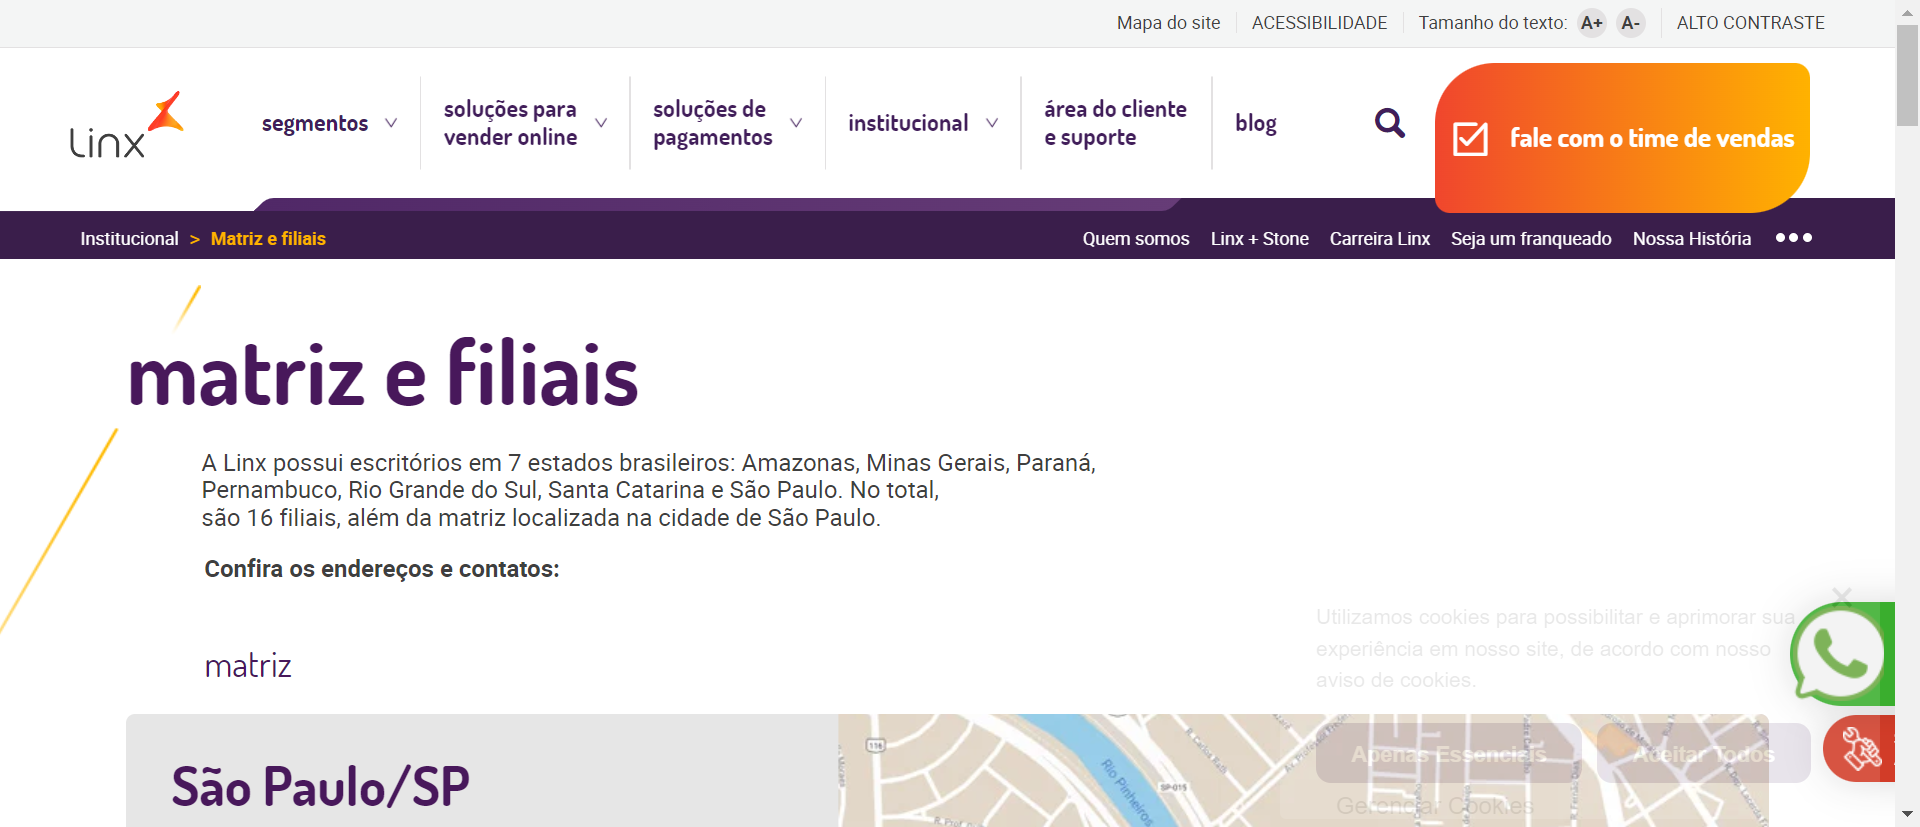 Mapa do site
ACESSIBILIDADE
Tamanho do texto:
A+
A-
ALTO CONTRASTE
Linx
segmentos
soluções para
vender online
soluções de
pagamentos
institucional
área do cliente
e suporte
blog
fale com o time de vendas
Institucional > Matriz e filiais
Quem somos
Linx + Stone
Carreira Linx
Seja um franqueado
Nossa História
matriz e filiais
A Linx possui escritórios em 7 estados brasileiros: Amazonas, Minas Gerais, Paraná,
Pernambuco, Rio Grande do Sul, Santa Catarina e São Paulo. No total,
são 16 filiais, além da matriz localizada na cidade de São Paulo.
Confira os endereços e contatos:
Utilizamos cookies para possibilitar e aprimorar sua
experiência em nosso site, de acordo com nosso
aviso de cookies.
matriz
São Paulo/SP
116
Rio Pinheiros
SP-015
R. Carlos Rath
Apenas Essenciais
Aceitar Todos
Gerenciar Cookies